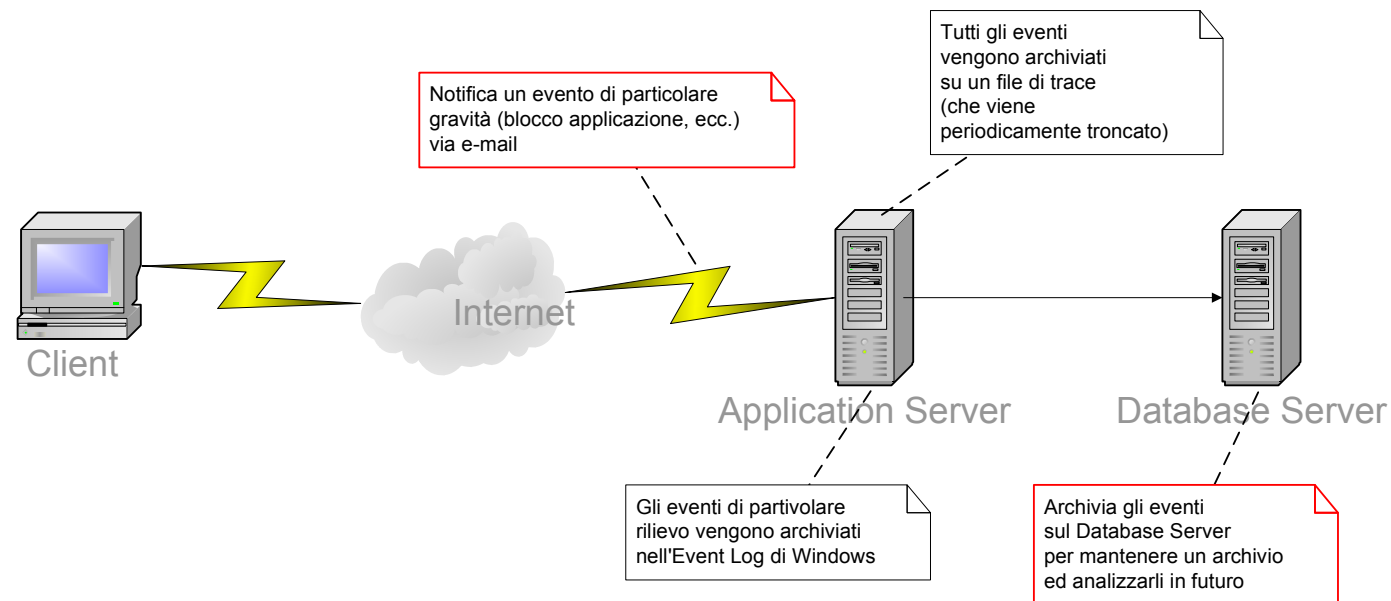 Tutti gli eventi
vengono archiviati
su un file di trace
(che viene
periodicamente troncato)
Notifica un evento di particolare
gravità (blocco applicazione, ecc.)
via e-mail
Internet
Client
Application Server
Database Server
Gli eventi di partivolare
rilievo vengono archiviati
nell'Event Log di Windows
Archivia gli eventi
sul Database Server
per mantenere un archivio
ed analizzarli in futuro